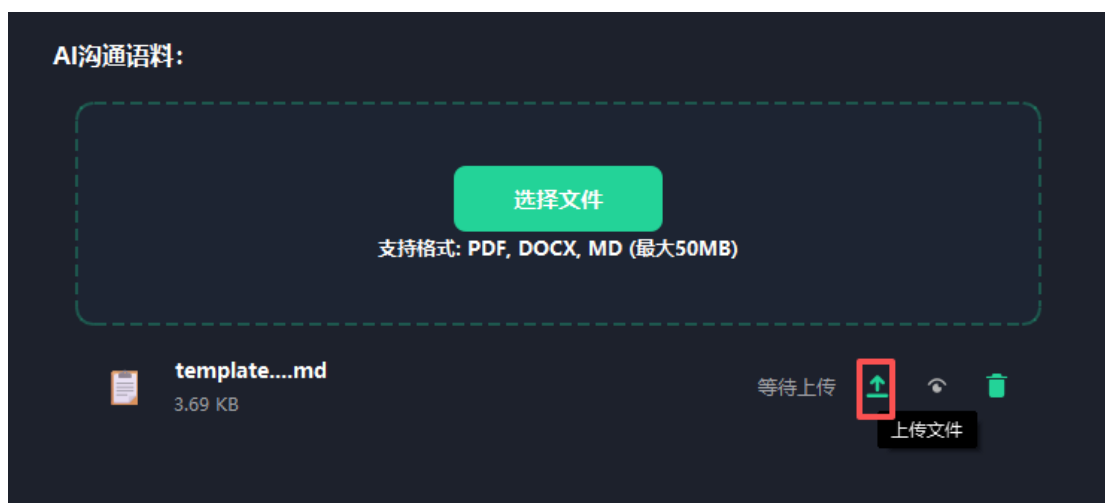 AI沟通语料：
选择文件
支持格式: PDF, DOCX, MD (最大50MB)
template....md
3.69 KB
等待上传
上传文件